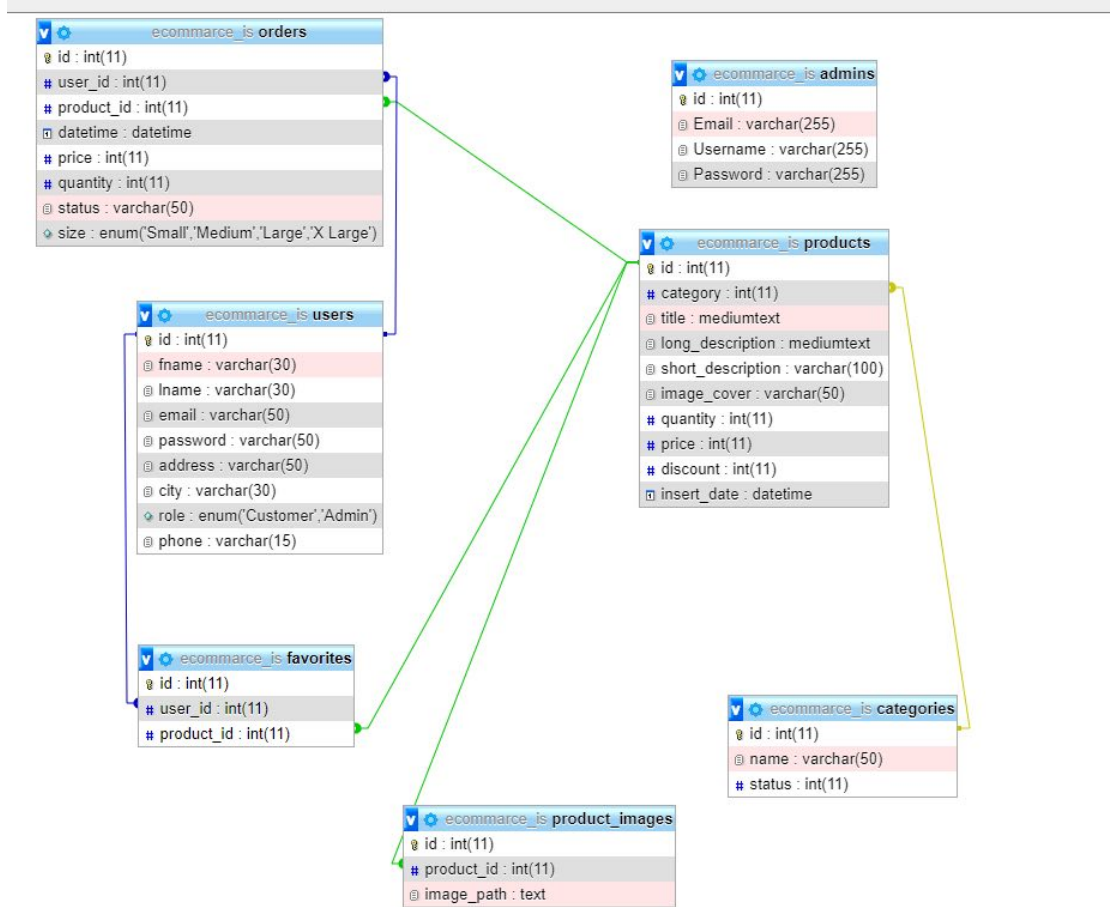 ecommarce_is orders
id : int(11)
user_id : int(11)
product_id : int(11)
datetime : datetime
price : int(11)
quantity : int(11)
status : varchar(50)
size : enum('Small','Medium','Large','X Large')
ecommarce_is admins
id : int(11)
Email : varchar(255)
Username : varchar(255)
Password : varchar(255)
ecommarce_is products
id : int(11)
category : int(11)
title : mediumtext
long_description : mediumtext
short_description : varchar(100)
image_cover : varchar(50)
quantity : int(11)
price : int(11)
discount : int(11)
insert_date : datetime
ecommarce_is users
id : int(11)
fname : varchar(30)
lname : varchar(30)
email : varchar(50)
password : varchar(50)
address : varchar(50)
city : varchar(30)
role : enum('Customer','Admin')
phone : varchar(15)
ecommarce_is favorites
id : int(11)
user_id : int(11)
product_id : int(11)
ecommarce_is categories
id : int(11)
name : varchar(50)
status : int(11)
ecommarce_is product_images
id : int(11)
product_id : int(11)
image_path : text